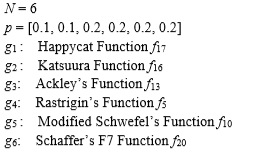 N = 6
p = [0.1, 0.1, 0.2, 0.2, 0.2, 0.2]
g1: Happycat Function f17
g2: Katsuura Function f16
g3: Ackley's Function f13
g4: Rastrigin's Function f5
g5: Modified Schwefel's Function f10
g6: Schaffer's F7 Function f20